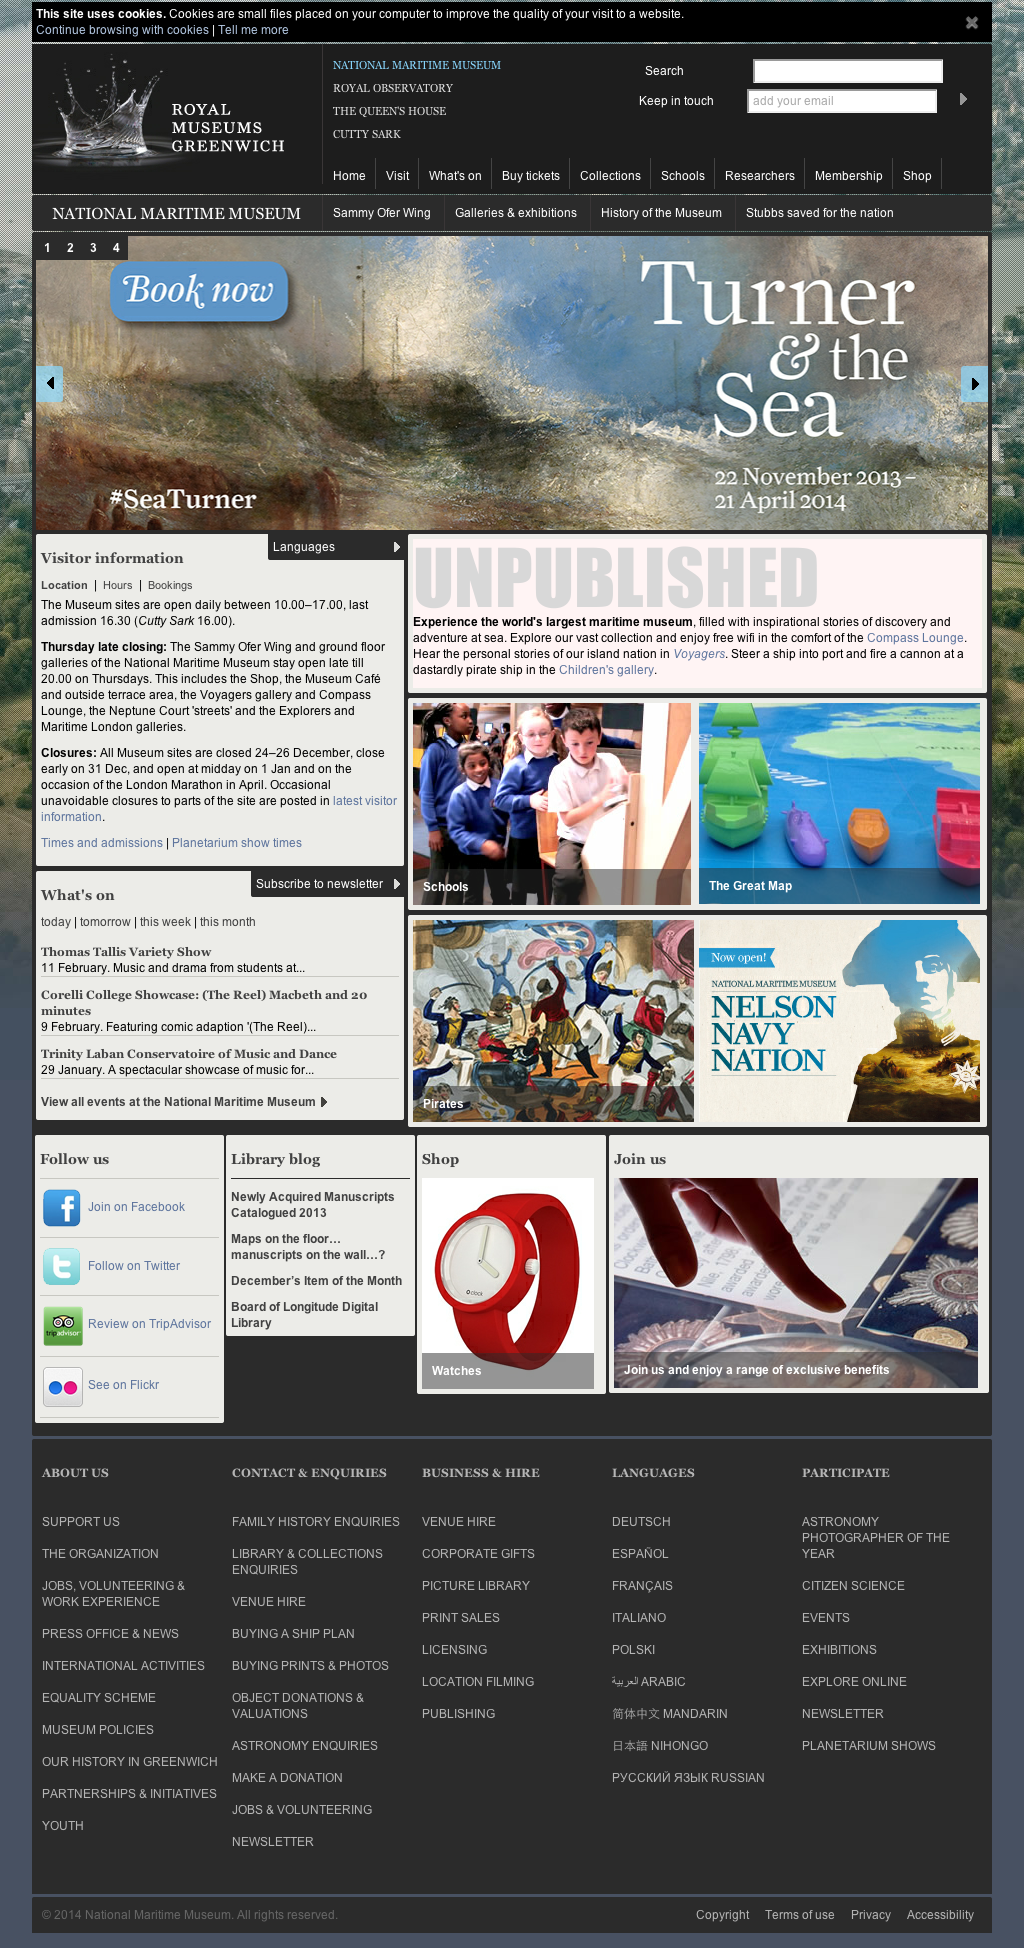 This site uses cookies. Cookies are small files placed on your computer to improve the quality of your visit to a website.
Continue browsing with cookies | Tell me more
ROYAL
MUSEUMS
GREENWICH
NATIONAL MARITIME MUSEUM
ROYAL OBSERVATORY
THE QUEEN'S HOUSE
CUTTY SARK
Search
Keep in touch
add your email
Home
Visit
What's on
Buy tickets
Collections
Schools
Researchers
Membership
Shop
NATIONAL MARITIME MUSEUM
Sammy Ofer Wing
Galleries & exhibitions
History of the Museum
Stubbs saved for the nation
1 2 3 4
Book now
Turner
& the
Sea
22 November 2013 –
21 April 2014
#SeaTurner
Languages
Visitor information
Location | Hours | Bookings
The Museum sites are open daily between 10.00–17.00, last
admission 16.30 (Cutty Sark 16.00).
Thursday late closing: The Sammy Ofer Wing and ground floor
galleries of the National Maritime Museum stay open late till
20.00 on Thursdays. This includes the Shop, the Museum Café
and outside terrace area, the Voyagers gallery and Compass
Lounge, the Neptune Court 'streets' and the Explorers and
Maritime London galleries.
Closures: All Museum sites are closed 24–26 December, close
early on 31 Dec, and open at midday on 1 Jan and on the
occasion of the London Marathon in April. Occasional
unavoidable closures to parts of the site are posted in latest visitor
information.
Times and admissions | Planetarium show times
UNPUBLISHED
Experience the world's largest maritime museum, filled with inspirational stories of discovery and
adventure at sea. Explore our vast collection and enjoy free wifi in the comfort of the Compass Lounge.
Hear the personal stories of our island nation in Voyagers. Steer a ship into port and fire a cannon at a
dastardly pirate ship in the Children's gallery.
Schools
The Great Map
Subscribe to newsletter
What's on
today | tomorrow | this week | this month
Thomas Tallis Variety Show
11 February. Music and drama from students at...
Corelli College Showcase: (The Reel) Macbeth and 20
minutes
9 February. Featuring comic adaption '(The Reel)...
Trinity Laban Conservatoire of Music and Dance
29 January. A spectacular showcase of music for...
View all events at the National Maritime Museum
Pirates
Now open!
NATIONAL MARITIME MUSEUM
NELSON
NAVY
NATION
Follow us
Join on Facebook
Follow on Twitter
tripadvisor
Review on TripAdvisor
See on Flickr
Library blog
Newly Acquired Manuscripts
Catalogued 2013
Maps on the floor…
manuscripts on the wall…?
December's Item of the Month
Board of Longitude Digital
Library
Shop
Watches
Join us
Join us and enjoy a range of exclusive benefits
ABOUT US
SUPPORT US
THE ORGANIZATION
JOBS, VOLUNTEERING &
WORK EXPERIENCE
PRESS OFFICE & NEWS
INTERNATIONAL ACTIVITIES
EQUALITY SCHEME
MUSEUM POLICIES
OUR HISTORY IN GREENWICH
PARTNERSHIPS & INITIATIVES
YOUTH
CONTACT & ENQUIRIES
FAMILY HISTORY ENQUIRIES
LIBRARY & COLLECTIONS
ENQUIRIES
VENUE HIRE
BUYING A SHIP PLAN
BUYING PRINTS & PHOTOS
OBJECT DONATIONS &
VALUATIONS
ASTRONOMY ENQUIRIES
MAKE A DONATION
JOBS & VOLUNTEERING
NEWSLETTER
BUSINESS & HIRE
VENUE HIRE
CORPORATE GIFTS
PICTURE LIBRARY
PRINT SALES
LICENSING
LOCATION FILMING
PUBLISHING
LANGUAGES
DEUTSCH
ESPAÑOL
FRANÇAIS
ITALIANO
POLSKI
العربية ARABIC
简体中文 MANDARIN
日本語 NIHONGO
РУССКИЙ ЯЗЫК RUSSIAN
PARTICIPATE
ASTRONOMY
PHOTOGRAPHER OF THE
YEAR
CITIZEN SCIENCE
EVENTS
EXHIBITIONS
EXPLORE ONLINE
NEWSLETTER
PLANETARIUM SHOWS
© 2014 National Maritime Museum. All rights reserved.
Copyright
Terms of use
Privacy
Accessibility